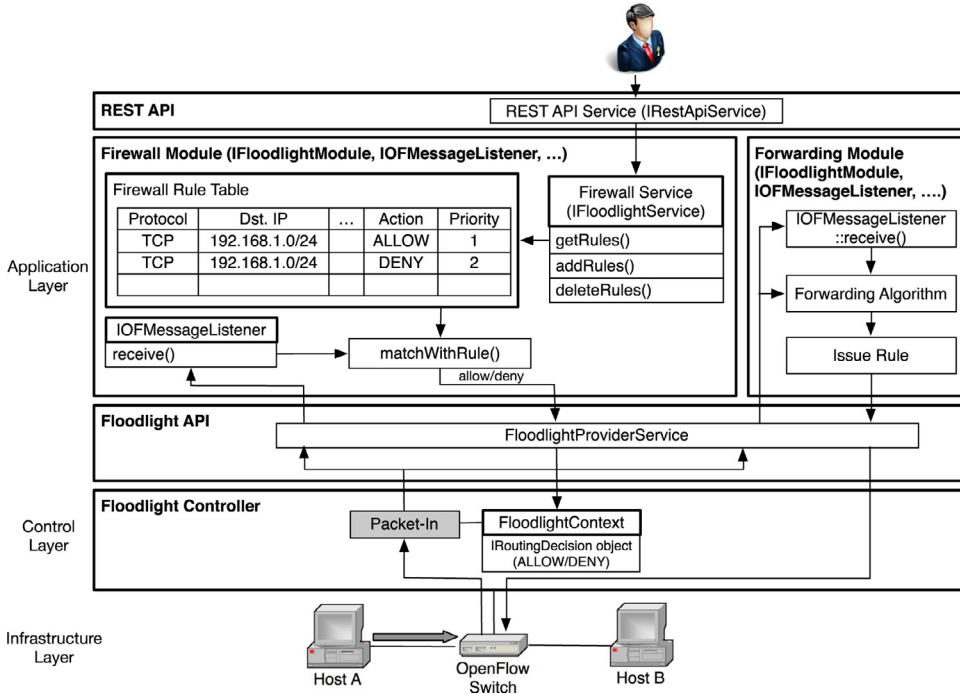 REST API
REST API Service (IRestApiService)
Firewall Module (IFloodlightModule, IOFMessageListener, ...)
Firewall Rule Table
Protocol Dst. IP ... Action Priority
TCP 192.168.1.0/24 ALLOW 1
TCP 192.168.1.0/24 DENY 2
Firewall Service
(IFloodlightService)
getRules()
addRules()
deleteRules()
IOFMessageListener
receive()
matchWithRule()
allow/deny
Forwarding Module
(IFloodlightModule,
IOFMessageListener, ....)
IOFMessageListener
::receive()
Forwarding Algorithm
Issue Rule
Application
Layer
Floodlight API
FloodlightProviderService
Floodlight Controller
Packet-In
FloodlightContext
IRoutingDecision object
(ALLOW/DENY)
Control
Layer
Infrastructure
Layer
Host A
OpenFlow
Switch
Host B